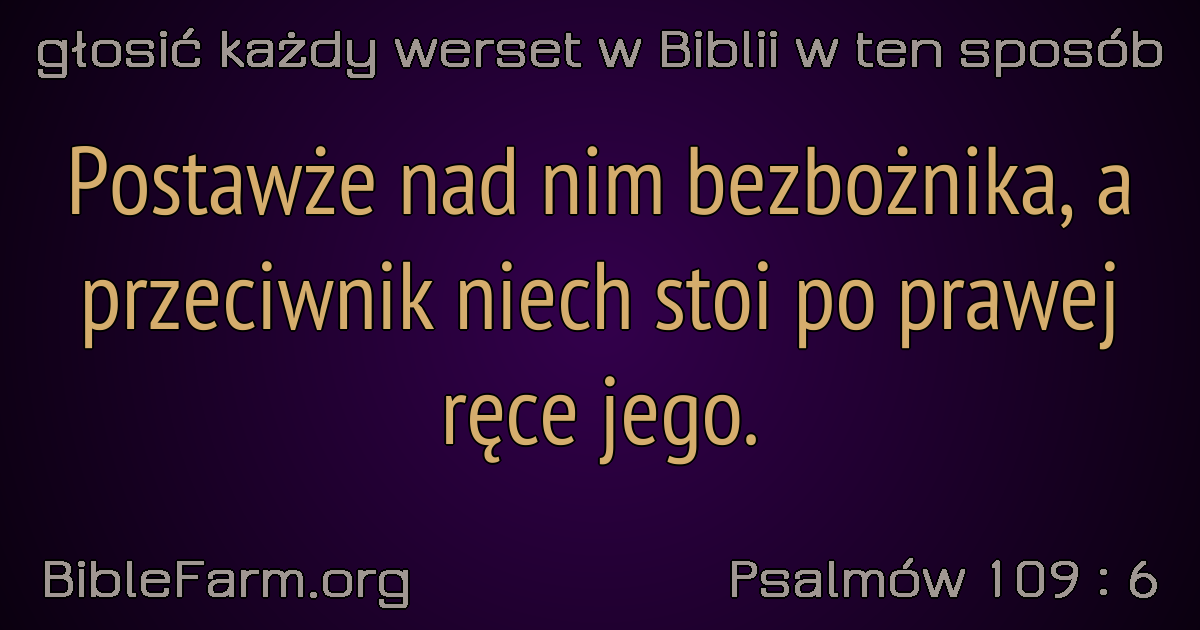 głosić każdy werset w Biblii w ten sposób
Postawże nad nim bezbożnika, a
przeciwnik niech stoi po prawej
ręce jego.
BibleFarm.org
Psalmów 109 : 6